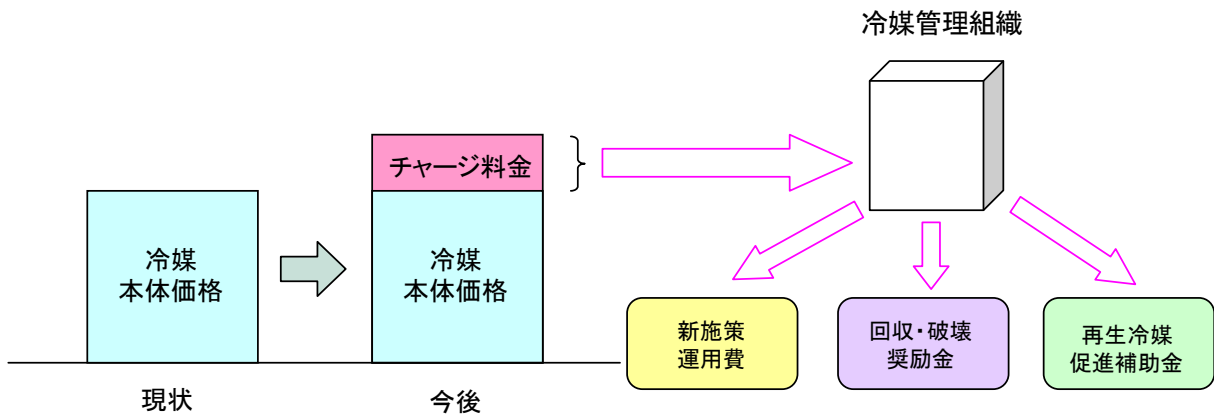 冷媒管理組織
チャージ料金
冷媒
本体価格
冷媒
本体価格
新施策
運用費
回収・破壊
奨励金
再生冷媒
促進補助金
現状
今後